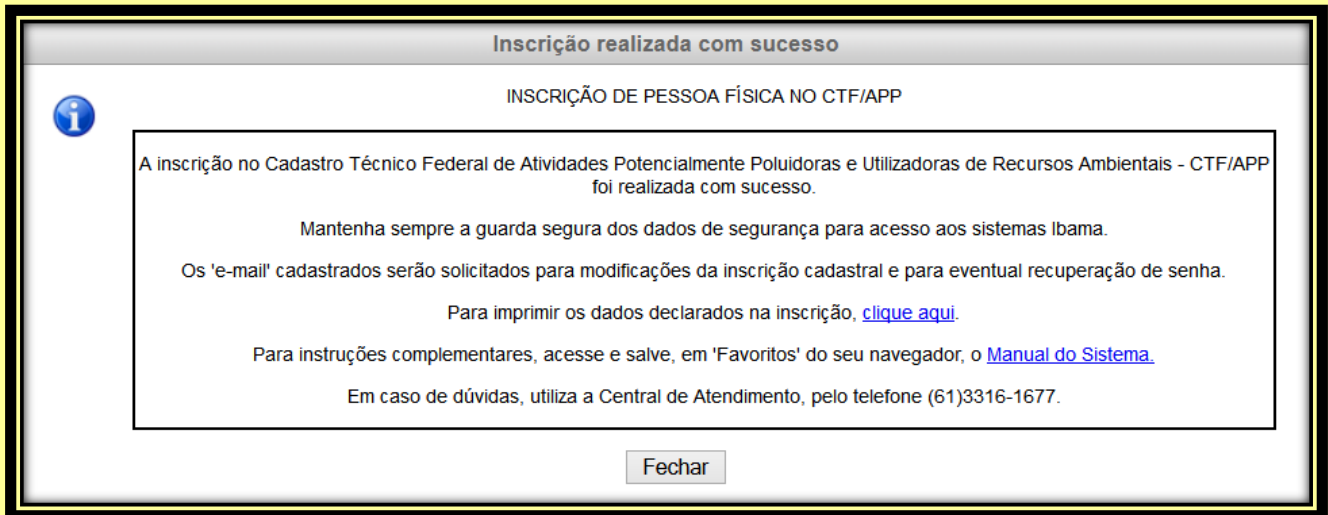 Inscrição realizada com sucesso
INSCRIÇÃO DE PESSOA FÍSICA NO CTF/APP
A inscrição no Cadastro Técnico Federal de Atividades Potencialmente Poluidoras e Utilizadoras de Recursos Ambientais - CTF/APP
foi realizada com sucesso.
Mantenha sempre a guarda segura dos dados de segurança para acesso aos sistemas Ibama.
Os 'e-mail' cadastrados serão solicitados para modificações da inscrição cadastral e para eventual recuperação de senha.
Para imprimir os dados declarados na inscrição, clique aqui.
Para instruções complementares, acesse e salve, em 'Favoritos' do seu navegador, o Manual do Sistema.
Em caso de dúvidas, utiliza a Central de Atendimento, pelo telefone (61)3316-1677.
Fechar